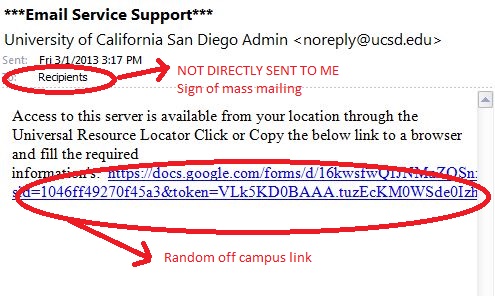 ***Email Service Support***
University of California San Diego Admin <noreply@ucsd.edu>
Sent: Fri 3/1/2013 3:17 PM
To: Recipients
NOT DIRECTLY SENT TO ME
Sign of mass mailing
Access to this server is available from your location through the
Universal Resource Locator Click or Copy the below link to a browser
and fill the required
information's: https://docs.google.com/forms/d/
sid=1046ff49270f45a3&token=VLk5KD0BAAA.tuzEcKM0WSde0Izh
Random off campus link